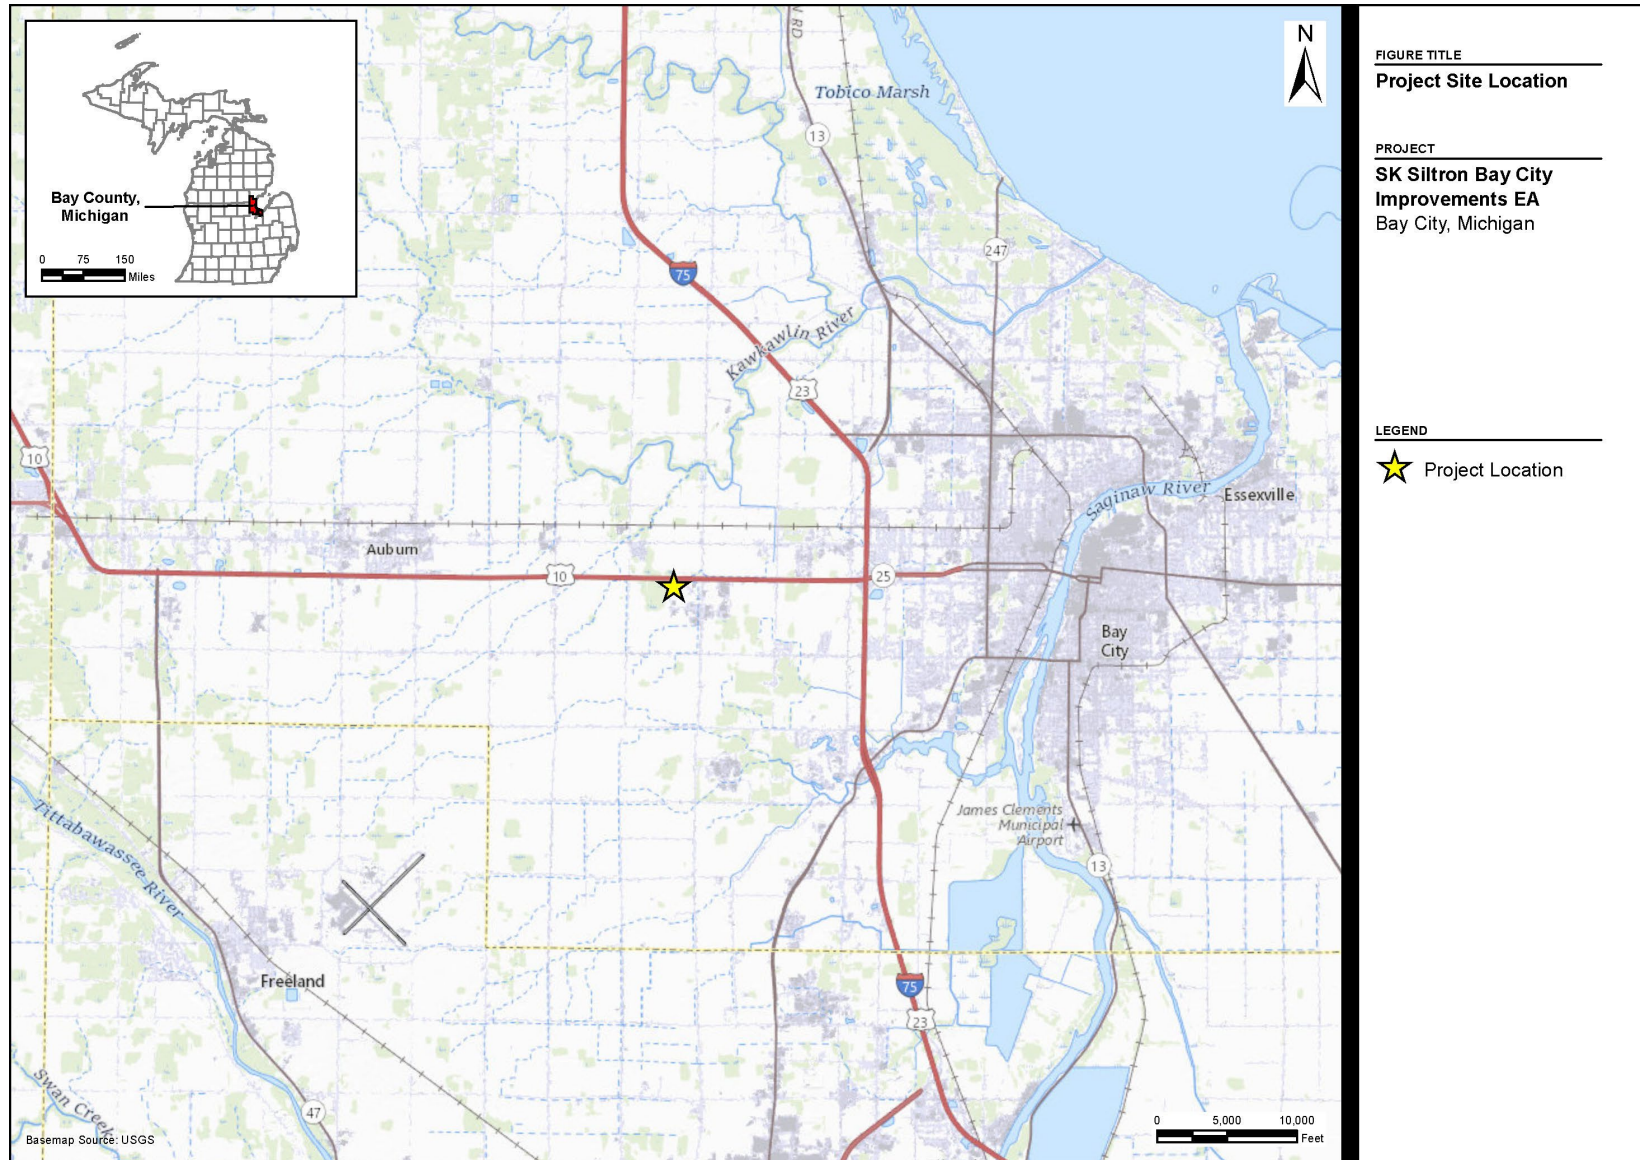 N
N RD
Tobico Marsh
13
247
Bay County,
Michigan
0 75 150
Miles
75
Kawkawlin River
23
10
Saginaw River
Essexville
Auburn
10
25
Bay
City
Tittabawassee River
James Clements
Municipal
Airport
13
Freeland
75
23
Swan Creek
47
Basemap Source: USGS
0 5,000 10,000
Feet
FIGURE TITLE
Project Site Location
PROJECT
SK Siltron Bay City
Improvements EA
Bay City, Michigan
LEGEND
Project Location